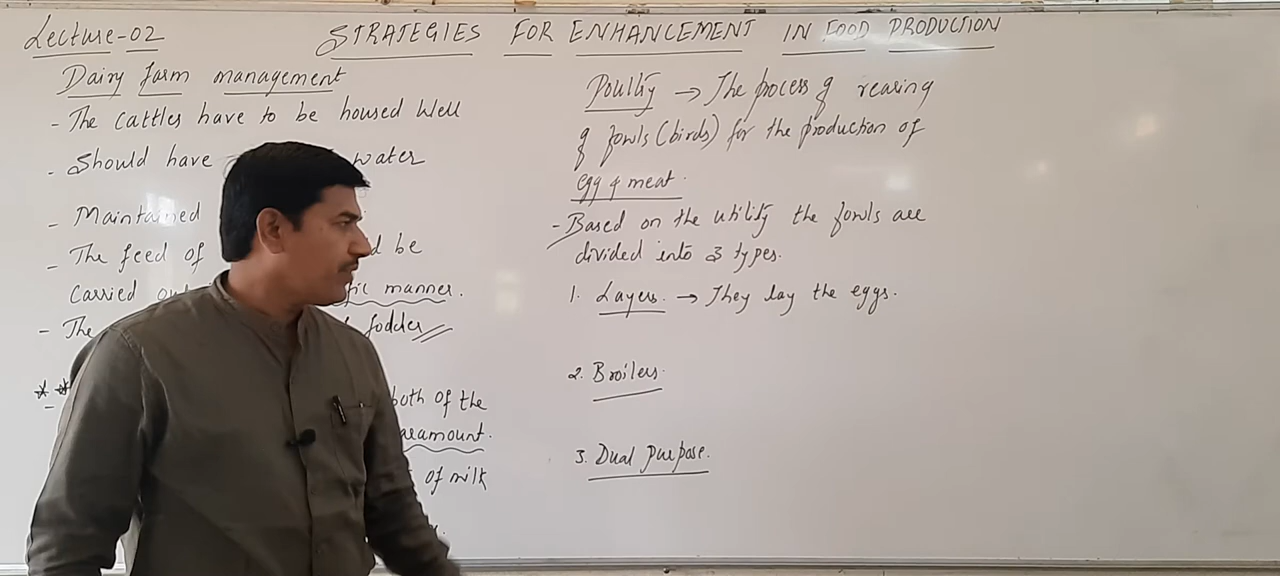 Lecture-02
STRATEGIES FOR ENHANCEMENT IN FOOD PRODUCTION
Dairy farm management
- The cattles have to be housed well
- Should have water
- Maintained
- The feed of d be
Carried out fic manner.
- The fodder
**
- both of the
aramount.
of milk
Poultry → The process of rearing
of fowls (birds) for the production of
egg & meat.
- Based on the utility the fowls are
divided into 3 types.
1. Layers → They lay the eggs.
2. Broilers.
3. Dual purpose.